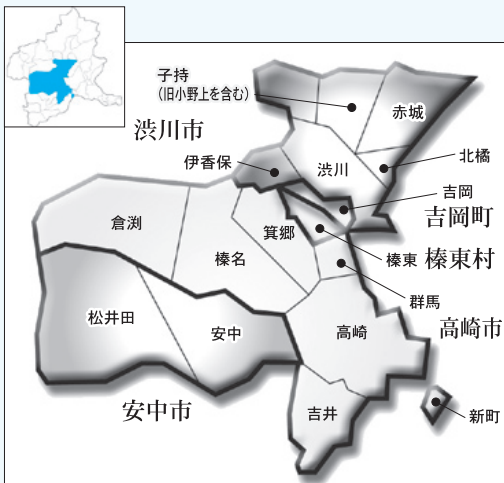 子持
(旧小野上を含む)
赤城
渋川市
伊香保
渋川
北橘
吉岡
吉岡町
倉渕
榛名
箕郷
榛東
榛東村
群馬
松井田
安中
高崎
高崎市
安中市
吉井
新町